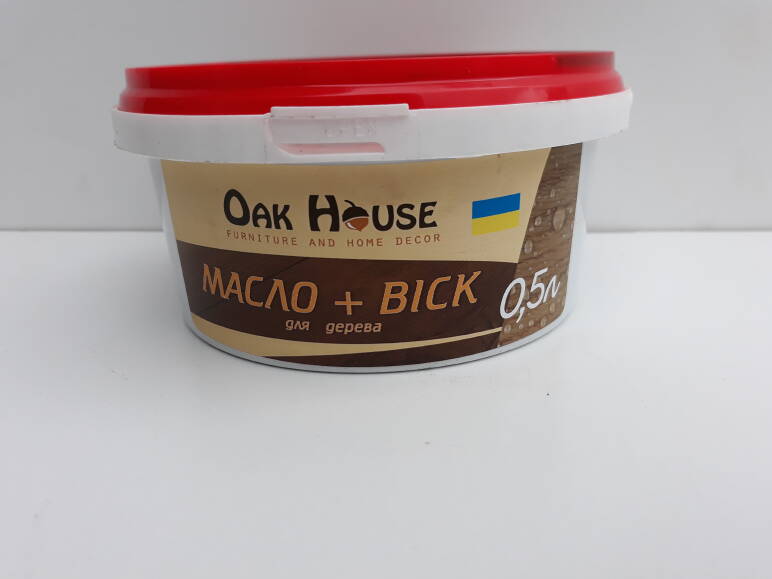 OAK HOUSE
FURNITURE AND HOME DECOR
МАСЛО + ВІСК
для дерева
0,5л